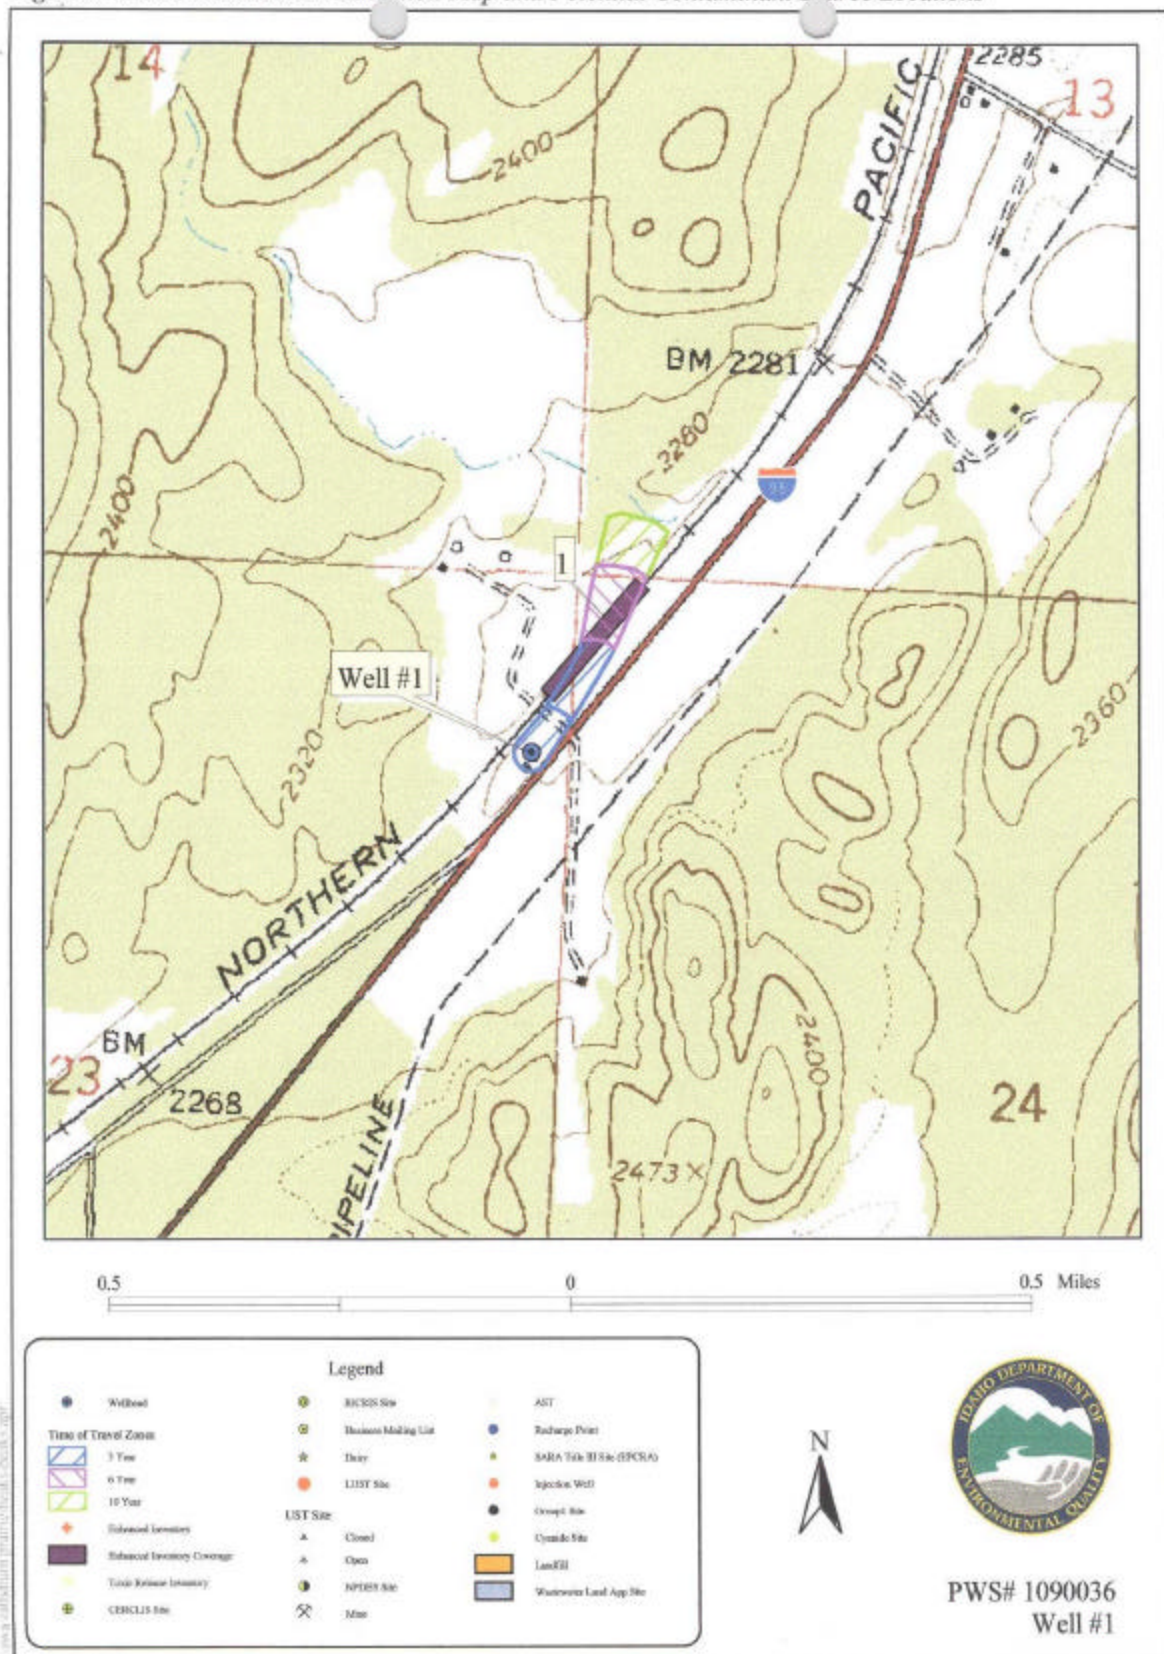 14
2285
13
PACIFIC
2400
BM 2281
2280
2400
95
1
Well #1
2320
2360
NORTHERN
BM
23
2268
2400
24
2473
PIPELINE
0.5 0 0.5 Miles
Legend
Wellhead
Time of Travel Zones
3 Year
6 Year
10 Year
Enhanced Inventory
Enhanced Inventory Coverage
Toxic Release Inventory
CERCLIS Site
RICRIS Site
Business Mailing List
Dairy
LUST Site
UST Site
Closed
Open
NPDES Site
Mine
AST
Recharge Point
SARA Title III Site (EPCRA)
Injection Well
Group1 Site
Cyanide Site
Landfill
Wastewater Land App Site
N
IDAHO DEPARTMENT OF
ENVIRONMENTAL QUALITY
PWS# 1090036
Well #1